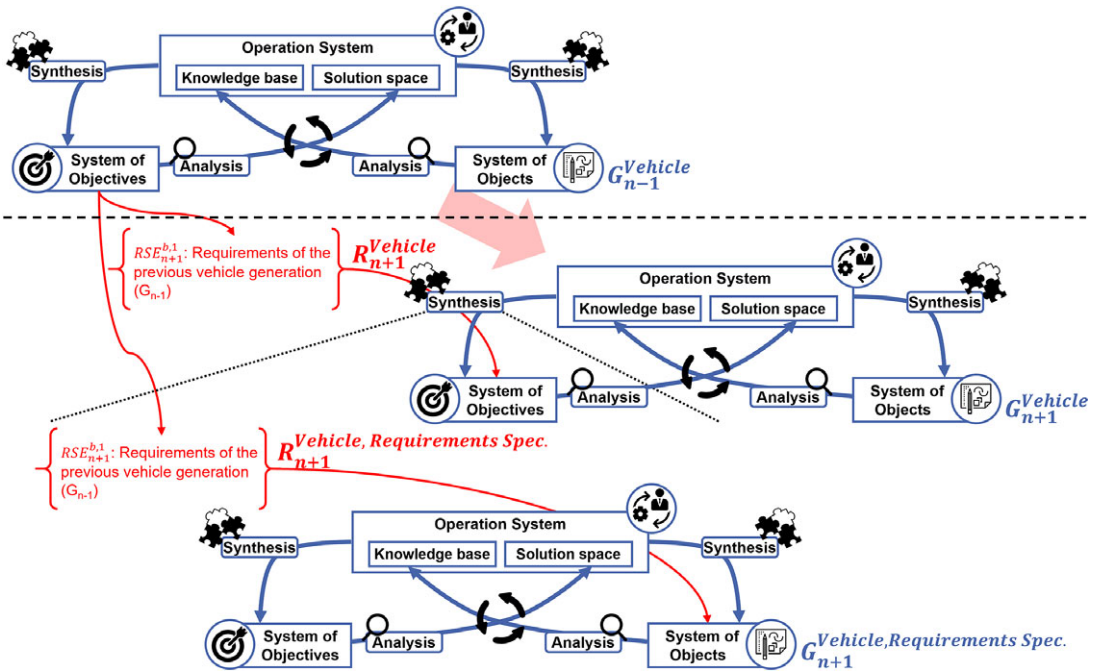 Operation System
Synthesis
Knowledge base
Solution space
Synthesis
System of
Objectives
Analysis
Analysis
System of
Objects
G_{n-1}^{Vehicle}
RSE_{n+1}^{b,1}: Requirements of the
previous vehicle generation
(G_{n-1})
R_{n+1}^{Vehicle}
Operation System
Synthesis
Knowledge base
Solution space
Synthesis
System of
Objectives
Analysis
Analysis
System of
Objects
G_{n+1}^{Vehicle}
RSE_{n+1}^{b,1}: Requirements of the
previous vehicle generation
(G_{n-1})
R_{n+1}^{Vehicle, Requirements Spec.}
Operation System
Synthesis
Knowledge base
Solution space
Synthesis
System of
Objectives
Analysis
Analysis
System of
Objects
G_{n+1}^{Vehicle,Requirements Spec.}